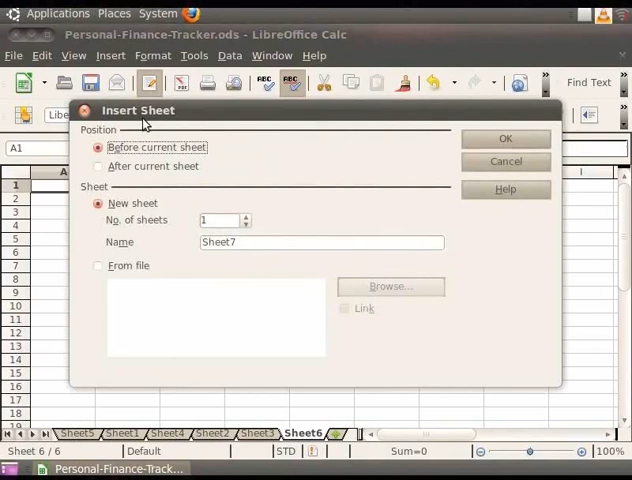 Applications Places System
Personal-Finance-Tracker.ods - LibreOffice Calc
File Edit View Insert Format Tools Data Window Help
Find Text
Insert Sheet
Position
Before current sheet
After current sheet
Sheet
New sheet
No. of sheets 1
Name Sheet7
From file
Browse...
Link
OK
Cancel
Help
A1
A
I
1
2
3
4
5
6
7
8
9
10
11
12
13
14
15
16
17
18
19
Sheet5 Sheet1 Sheet4 Sheet2 Sheet3 Sheet6
Sheet 6 / 6 Default STD Sum=0 100%
Personal-Finance-Track...